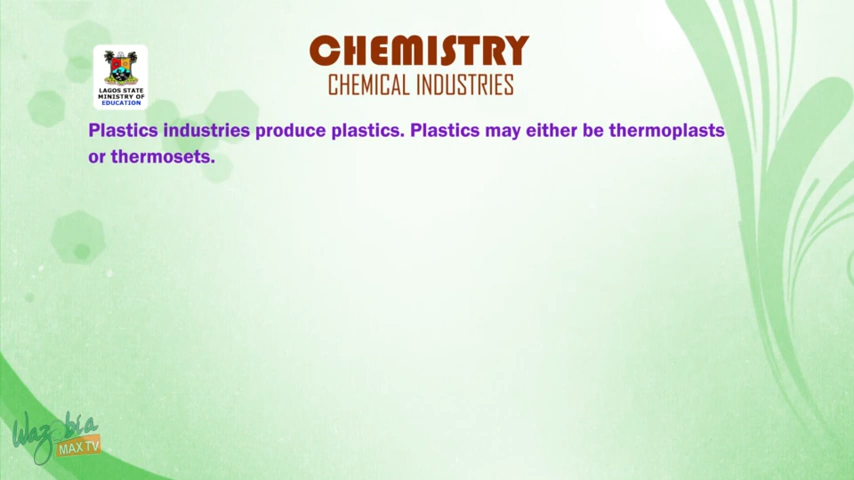 CHEMISTRY
CHEMICAL INDUSTRIES
LAGOS STATE
MINISTRY OF
EDUCATION
Plastics industries produce plastics. Plastics may either be thermoplasts
or thermosets.
Wazobia
MAX TV